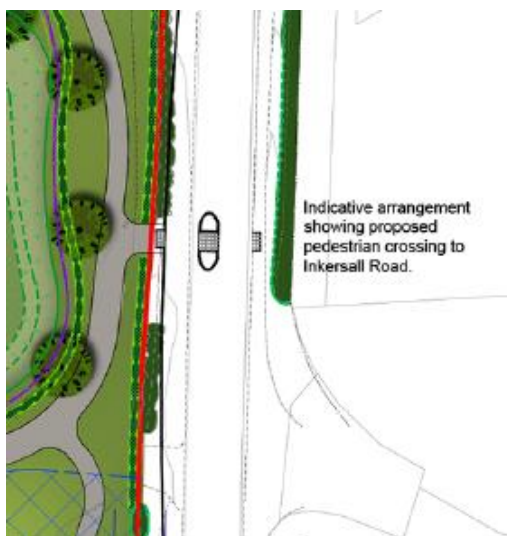 Indicative arrangement
showing proposed
pedestrian crossing to
Inkersall Road.